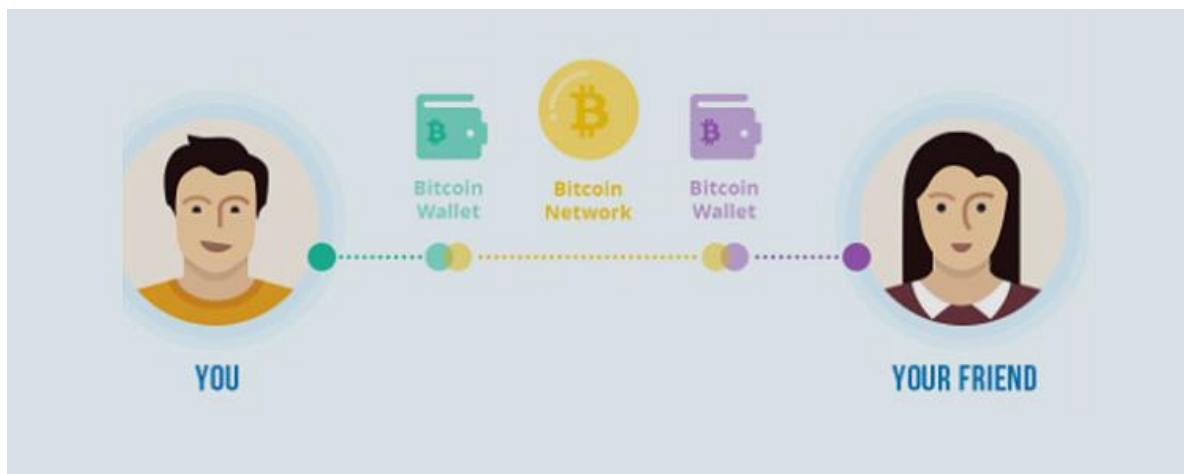 Bitcoin
Wallet
Bitcoin
Network
Bitcoin
Wallet
YOU
YOUR FRIEND